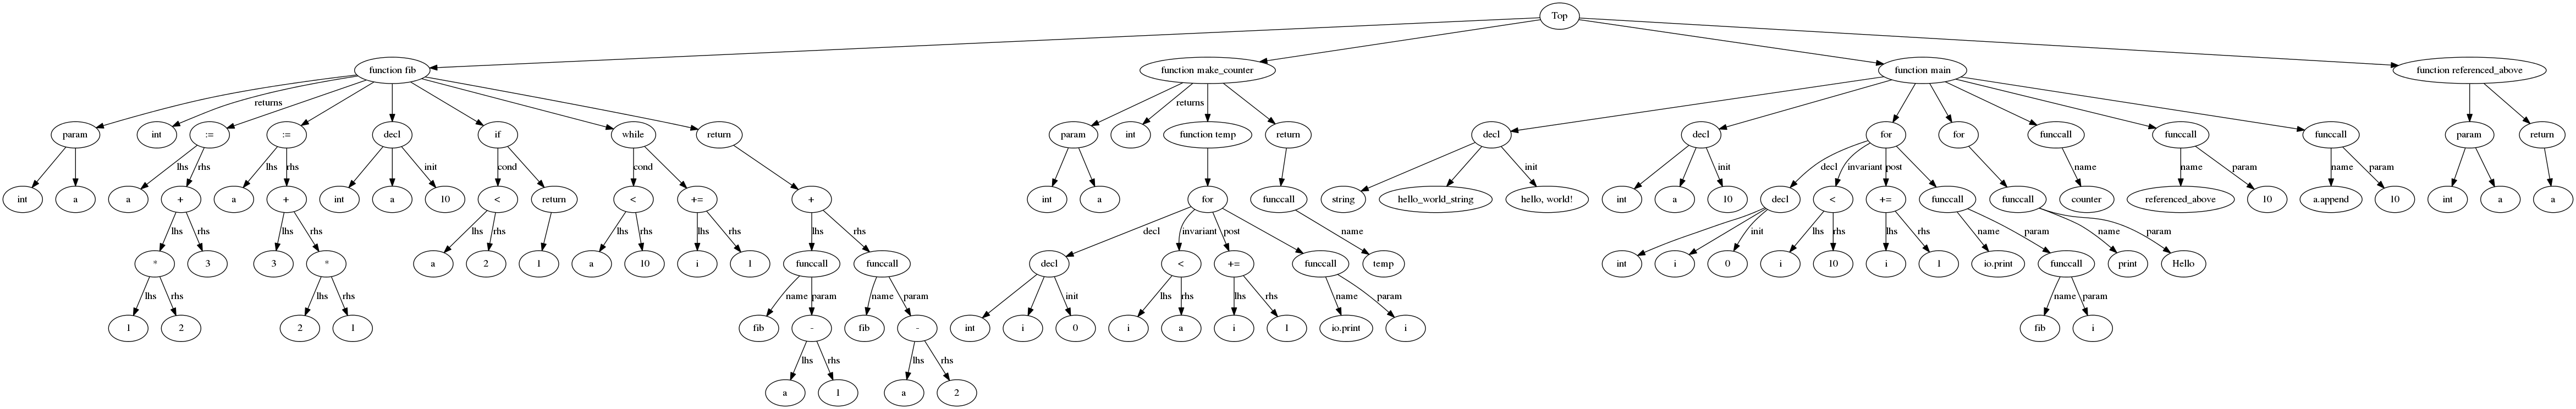 Top
function fib function make_counter function main function referenced_above
returns returns
param int := := decl if while return param int function temp return decl decl for for funccall funccall funccall param return
lhs rhs lhs rhs init cond cond init init decl invariant post name name param name param
int a a + a + int a 10 < return < += + int a for funccall string hello_world_string hello, world! int a 10 decl < += funccall funccall counter referenced_above 10 a.append 10 int a a
lhs rhs lhs rhs lhs rhs lhs rhs lhs rhs lhs rhs decl invariant post name init lhs rhs lhs rhs name param name param
* 3 3 * a 2 1 a 10 i 1 funccall funccall decl < += funccall temp int i 0 i 10 i 1 io.print funccall print Hello
lhs rhs lhs rhs name param name param init lhs rhs lhs rhs name param name param
1 2 2 1 fib - fib - int i 0 i a i 1 io.print i fib i
lhs rhs lhs rhs
a 1 a 2